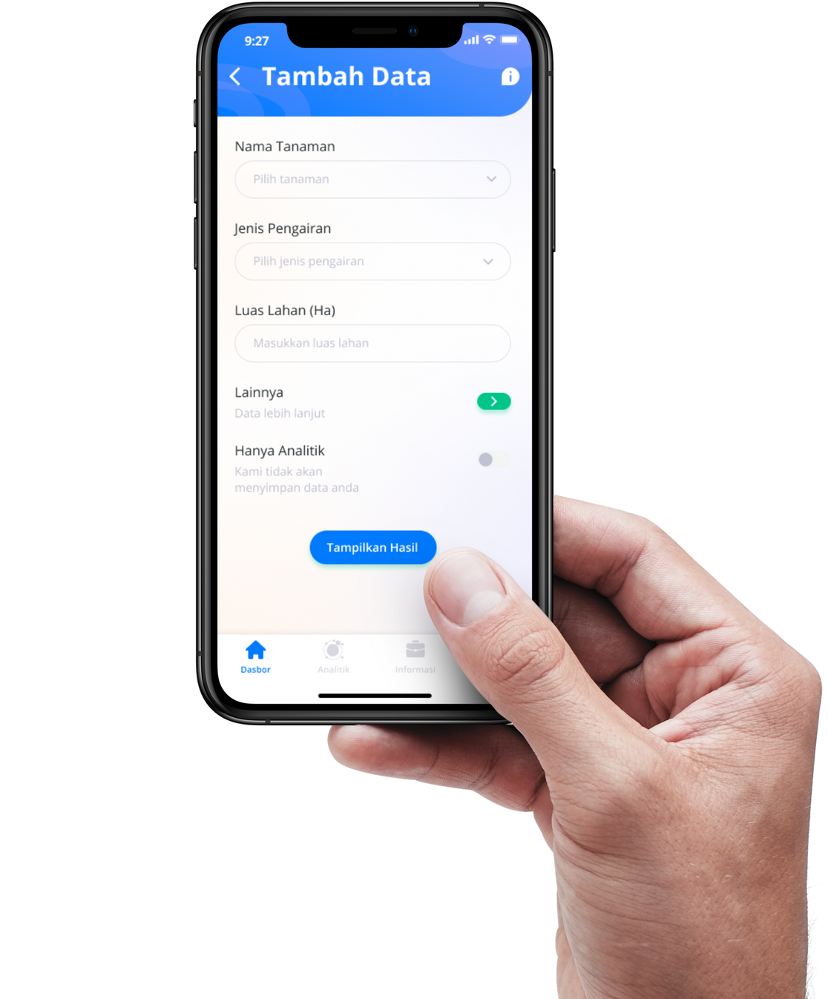 9:27
Tambah Data
Nama Tanaman
Pilih tanaman
Jenis Pengairan
Pilih jenis pengairan
Luas Lahan (Ha)
Masukkan luas lahan
Lainnya
Data lebih lanjut
Hanya Analitik
Kami tidak akan
menyimpan data anda
Tampilkan Hasil
Dasbor
Analitik
Informasi